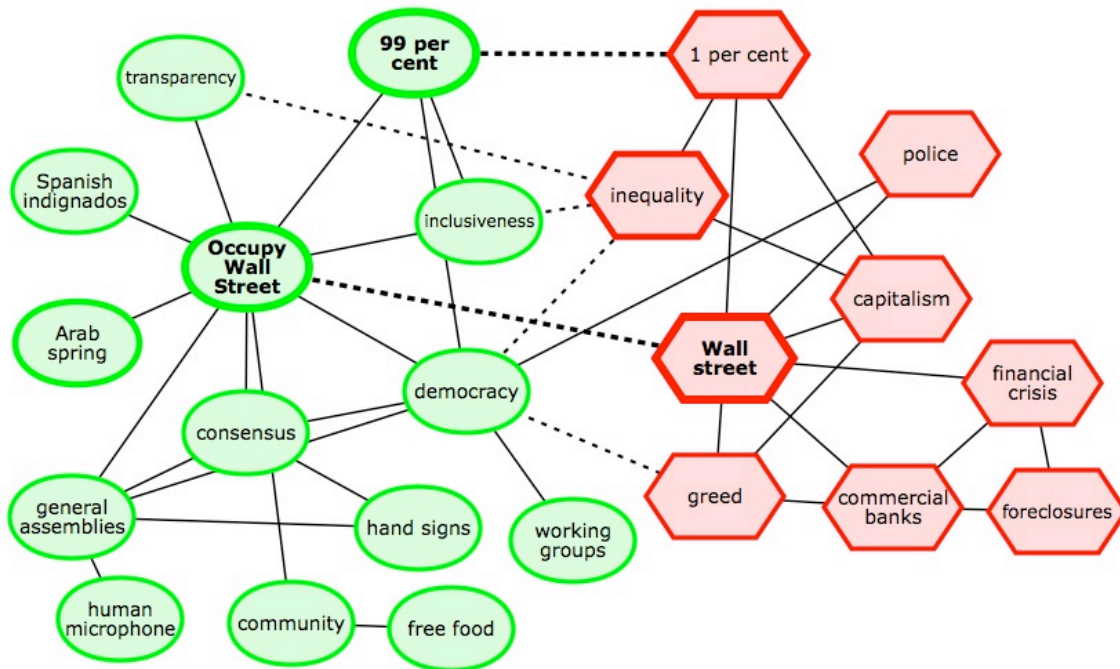 99 per
cent
1 per cent
transparency
police
Spanish
indignados
inequality
inclusiveness
Occupy
Wall
Street
capitalism
Arab
spring
Wall
street
financial
crisis
democracy
consensus
general
assemblies
greed
commercial
banks
foreclosures
hand signs
working
groups
human
microphone
community
free food